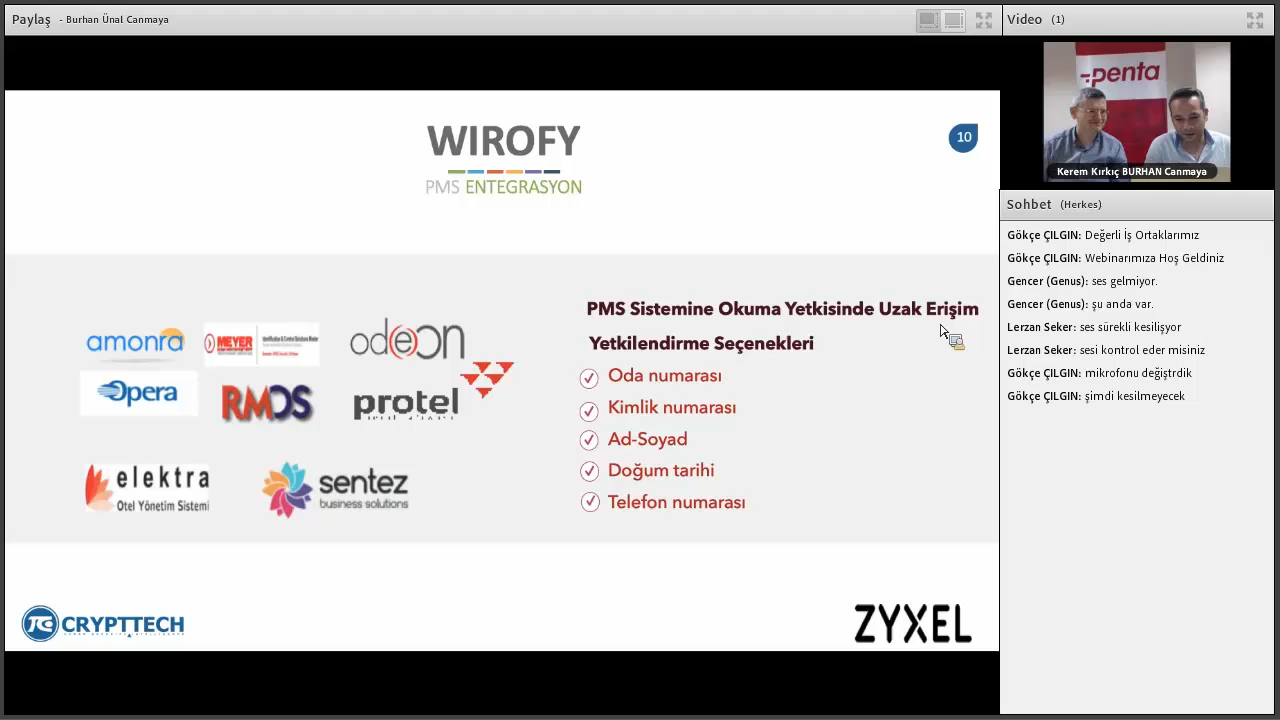 Paylaş - Burhan Ünal Canmaya
Video (1)
-penta
Kerem Kırkıç BURHAN Canmaya
WIROFY
PMS ENTEGRASYON
10
amonra
MEYER
odeon
Opera
RMOS
protel
elektra
Otel Yönetim Sistemi
sentez
business solutions
PMS Sistemine Okuma Yetkisinde Uzak Erişim
Yetkilendirme Seçenekleri
Oda numarası
Kimlik numarası
Ad-Soyad
Doğum tarihi
Telefon numarası
CRYPTTECH
ZYXEL
Sohbet (Herkes)
Gökçe ÇILGIN: Değerli İş Ortaklarımız
Gökçe ÇILGIN: Webinarımıza Hoş Geldiniz
Gencer (Genus): ses gelmiyor.
Gencer (Genus): şu anda var.
Lerzan Seker: ses sürekli kesilişyor
Lerzan Seker: sesi kontrol eder misiniz
Gökçe ÇILGIN: mikrofonu değiştrdik
Gökçe ÇILGIN: şimdi kesilmeyecek